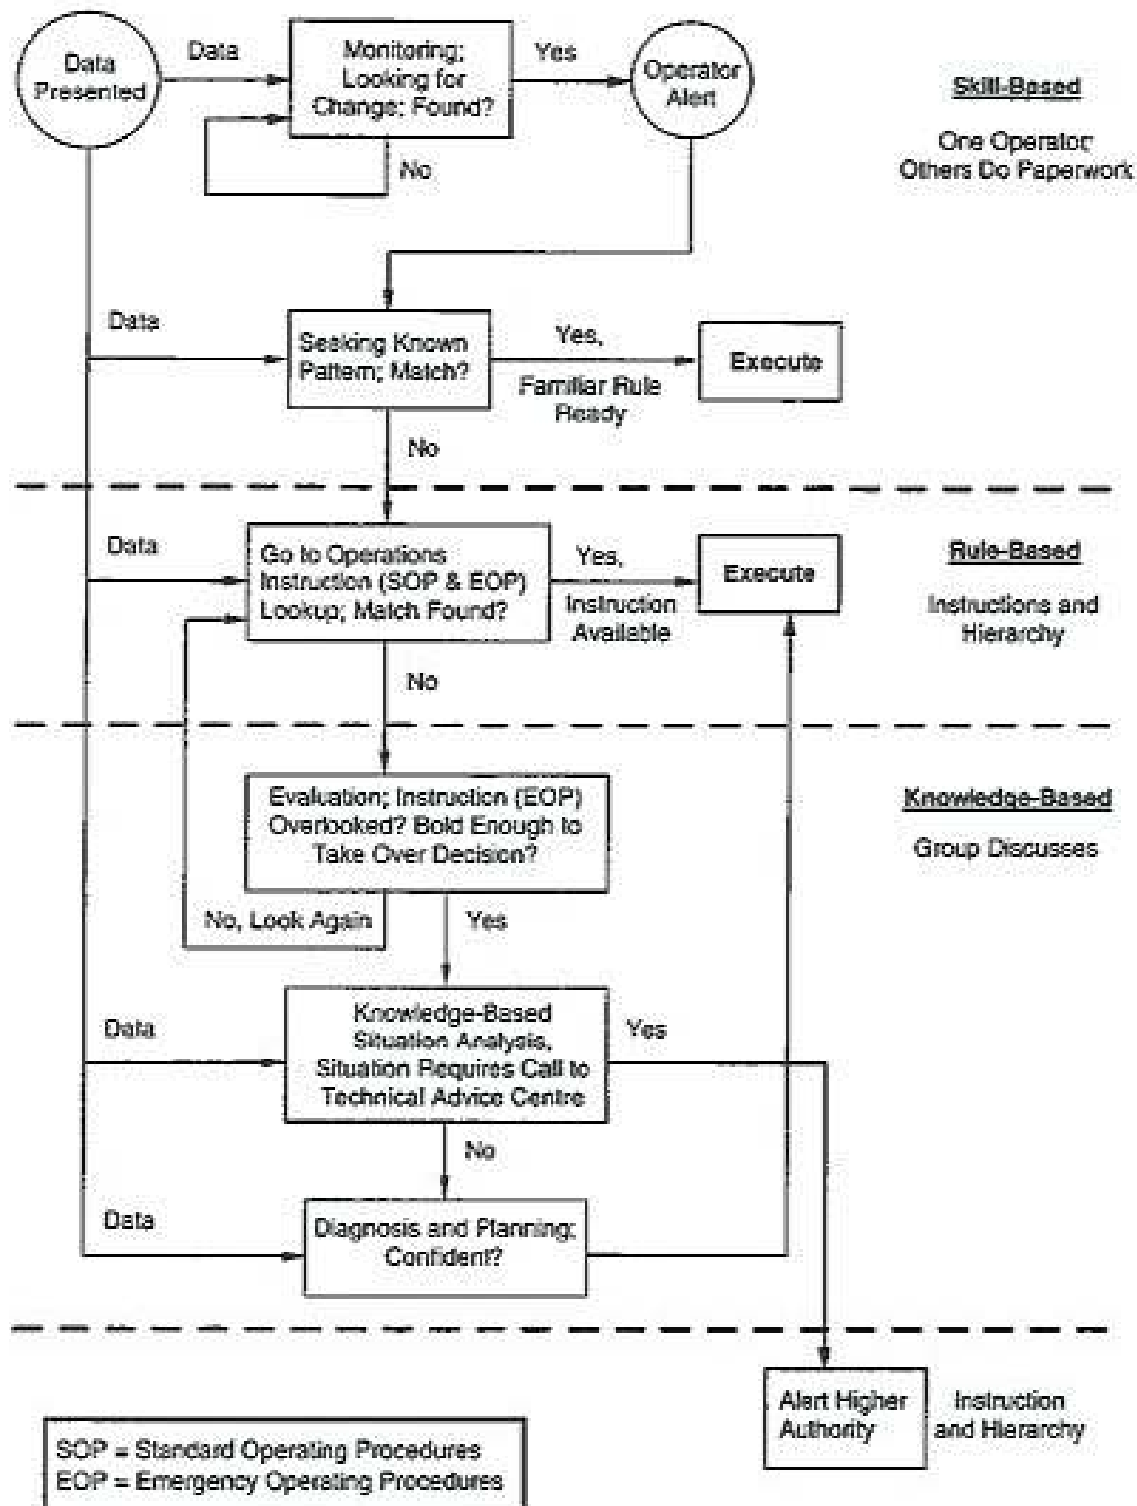 Data
Presented
Data
Monitoring;
Looking for
Change; Found?
Yes
Operator
Alert
No
Skill-Based
One Operator;
Others Do Paperwork
Data
Seeking Known
Pattern; Match?
Yes,
Familiar Rule
Ready
Execute
No
Data
Go to Operations
Instruction (SOP & EOP)
Lookup; Match Found?
Yes,
Instruction
Available
Execute
Rule-Based
Instructions and
Hierarchy
No
Evaluation; Instruction (EOP)
Overlooked? Bold Enough to
Take Over Decision?
Knowledge-Based
Group Discusses
No, Look Again
Yes
Data
Knowledge-Based
Situation Analysis,
Situation Requires Call to
Technical Advice Centre
Yes
No
Data
Diagnosis and Planning;
Confident?
Alert Higher
Authority
Instruction
and Hierarchy
SOP = Standard Operating Procedures
EOP = Emergency Operating Procedures